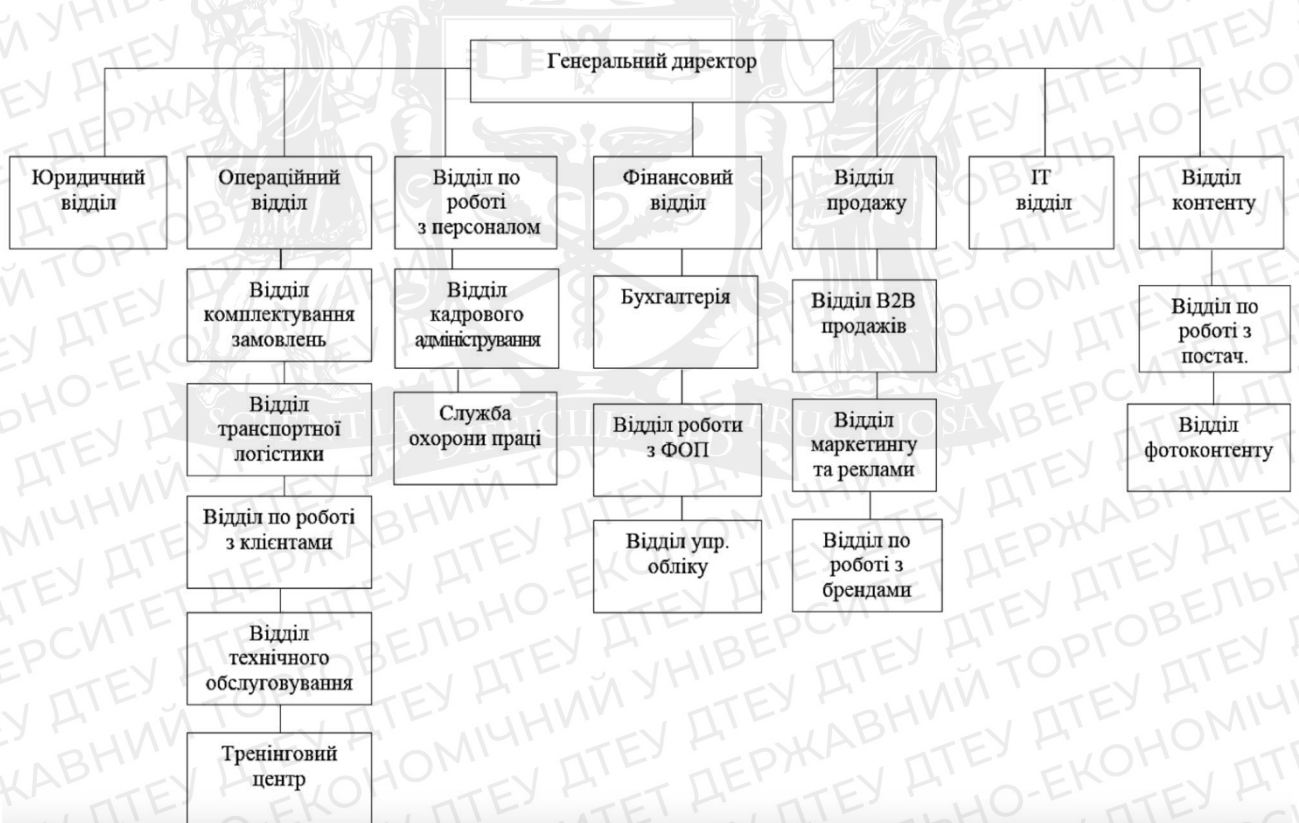 Генеральний директор
Юридичний
відділ
Операційний
відділ
Відділ по
роботі
з персоналом
Фінансовий
відділ
Відділ
продажу
ІТ
відділ
Відділ
контенту
Відділ
комплектування
замовлень
Відділ
кадрового
адміністрування
Бухгалтерія
Відділ В2В
продажів
Відділ по
роботі з
постач.
Відділ
транспортної
логістики
Служба
охорони праці
Відділ роботи
з ФОП
Відділ
маркетингу
та реклами
Відділ
фотоконтенту
Відділ по роботі
з клієнтами
Відділ упр.
обліку
Відділ по
роботі з
брендами
Відділ
технічного
обслуговування
Тренінговий
центр